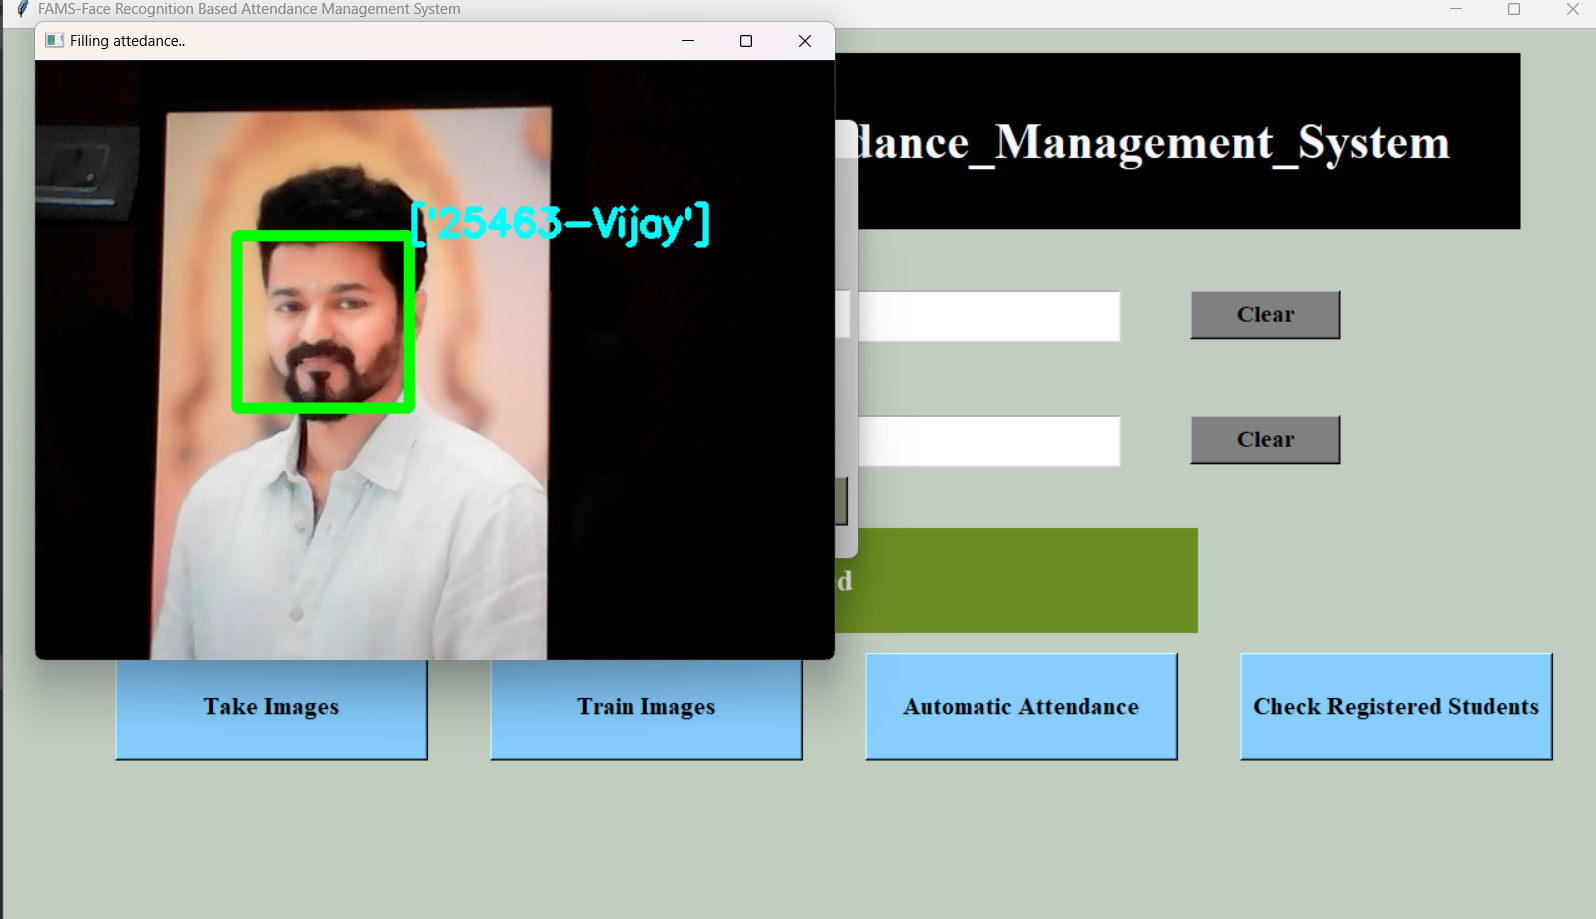 FAMS-Face Recognition Based Attendance Management System
Filling attedance..
dance_Management_System
['25463-Vijay']
Clear
Clear
ed
Take Images
Train Images
Automatic Attendance
Check Registered Students